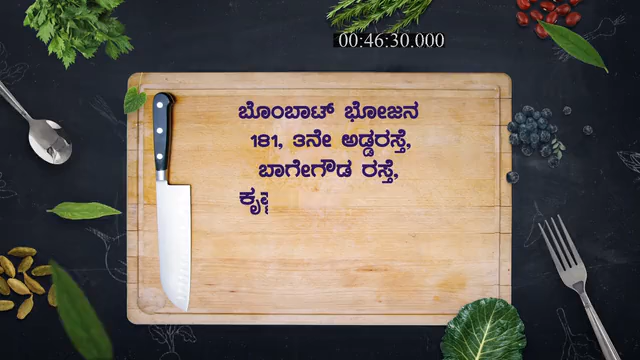 00:46:30.000
ಬೊಂಬಾಟ್ ಭೋಜನ
181, 3ನೇ ಅಡ್ಡರಸ್ತೆ,
ಬಾಗೇಗೌಡ ರಸ್ತೆ,